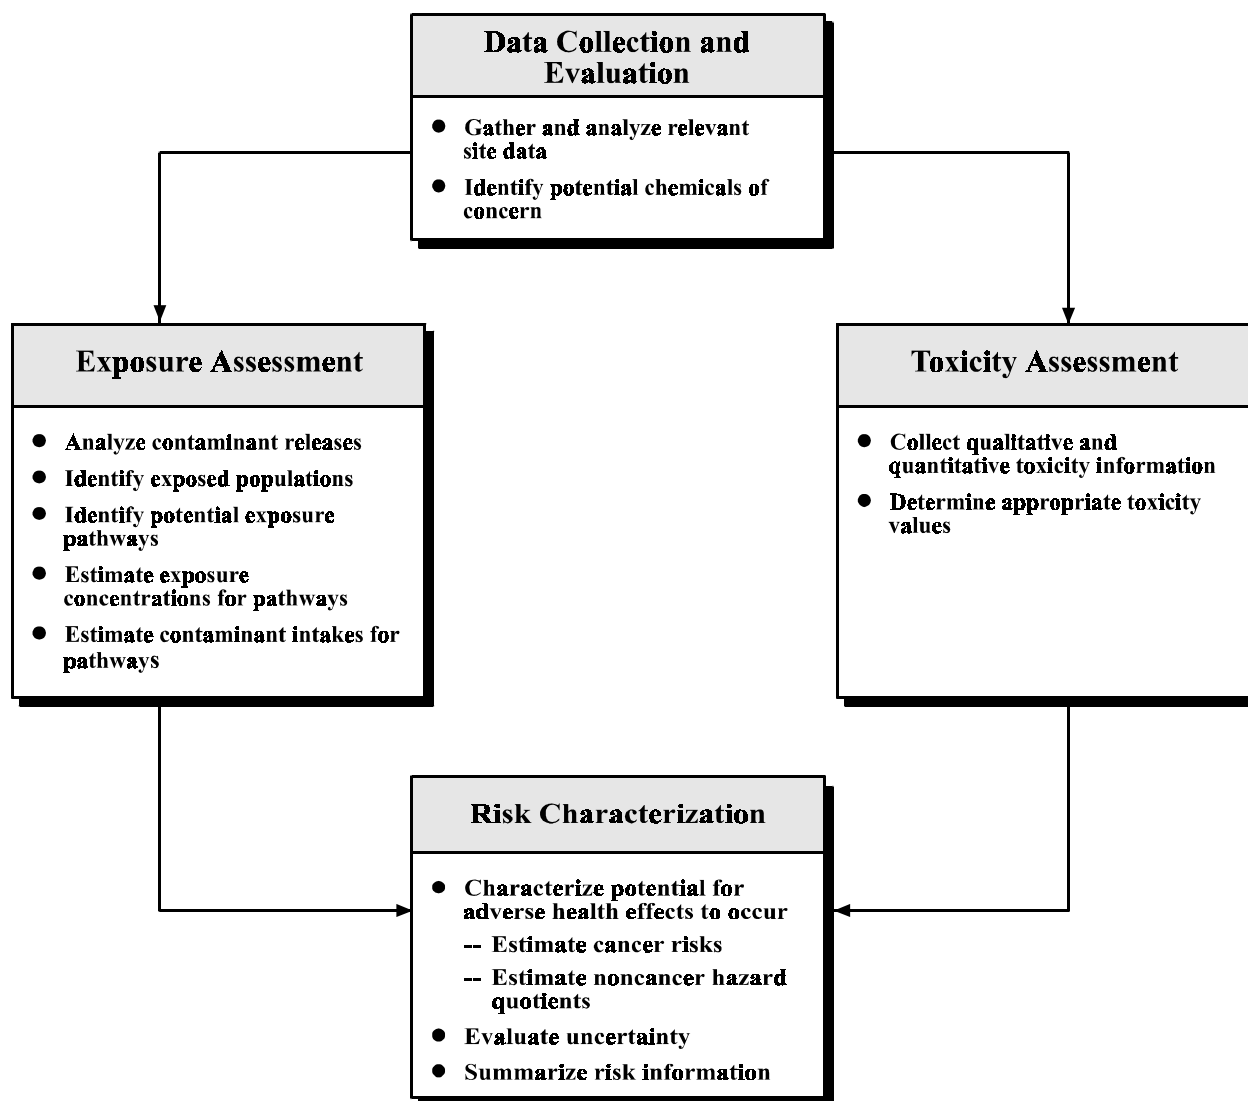 Data Collection and
Evaluation
● Gather and analyze relevant
site data
● Identify potential chemicals of
concern
Exposure Assessment
● Analyze contaminant releases
● Identify exposed populations
● Identify potential exposure
pathways
● Estimate exposure
concentrations for pathways
● Estimate contaminant intakes for
pathways
Toxicity Assessment
● Collect qualitative and
quantitative toxicity information
● Determine appropriate toxicity
values
Risk Characterization
● Characterize potential for
adverse health effects to occur
-- Estimate cancer risks
-- Estimate noncancer hazard
quotients
● Evaluate uncertainty
● Summarize risk information